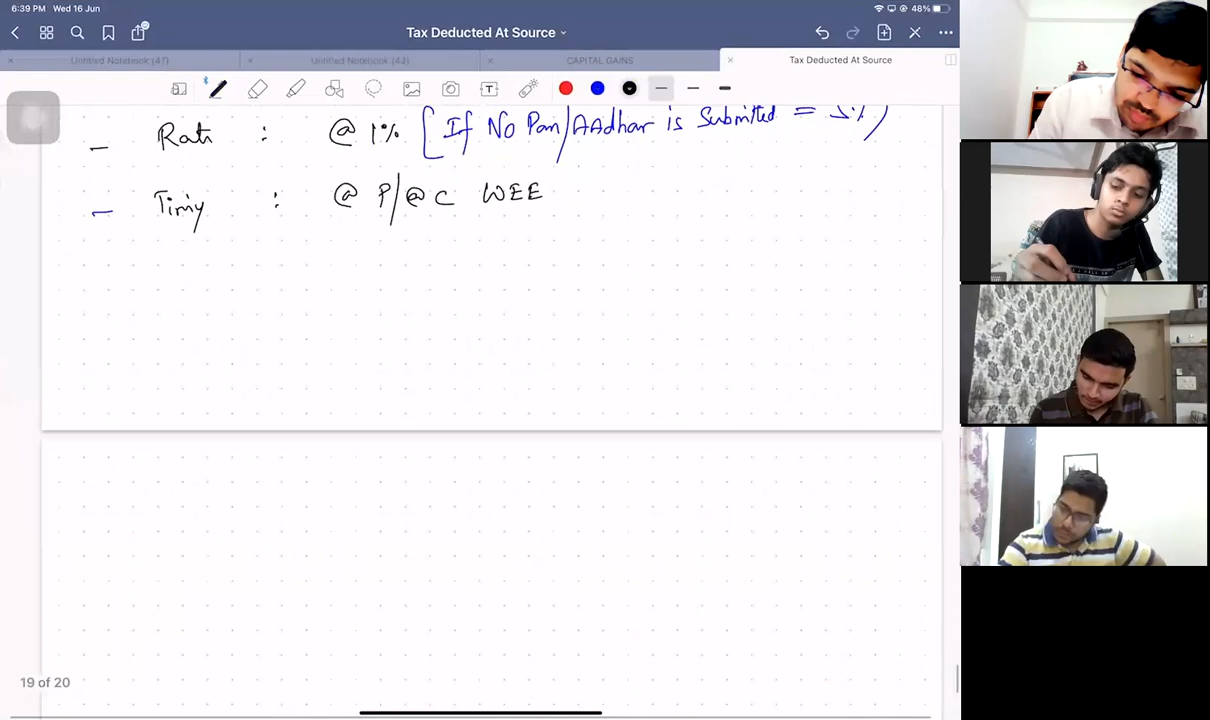 6:39 PM Wed 16 Jun
48%
Tax Deducted At Source
Untitled Notebook (47)
Untitled Notebook (43)
CAPITAL GAINS
Tax Deducted At Source
T
– Rate : @ 1% [If No Pan/AAdhar is Submitted = 5%)
– Timiy : @ P/@ C WEE
19 of 20